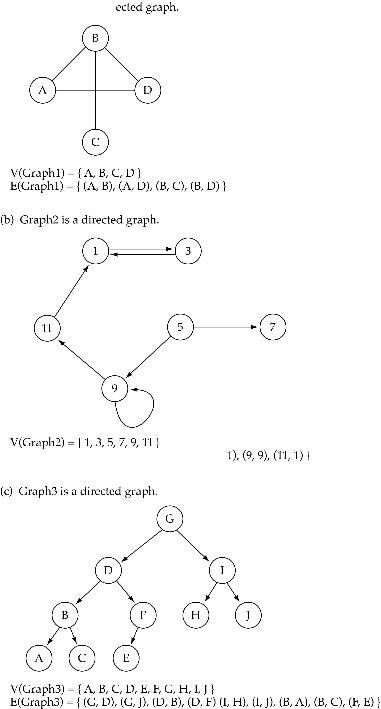 ected graph.
B
A
D
C
V(Graph1) = { A, B, C, D }
E(Graph1) = { (A, B), (A, D), (B, C), (B, D) }
(b) Graph2 is a directed graph.
1
3
11
5
7
9
V(Graph2) = { 1, 3, 5, 7, 9, 11 }
1), (9, 9), (11, 1) }
(c) Graph3 is a directed graph.
G
D
I
B
F
H
J
A
C
E
V(Graph3) = { A, B, C, D, E, F, G, H, I, J }
E(Graph3) = { (G, D), (G, J), (D, B), (D, F) (I, H), (I, J), (B, A), (B, C), (F, E) }